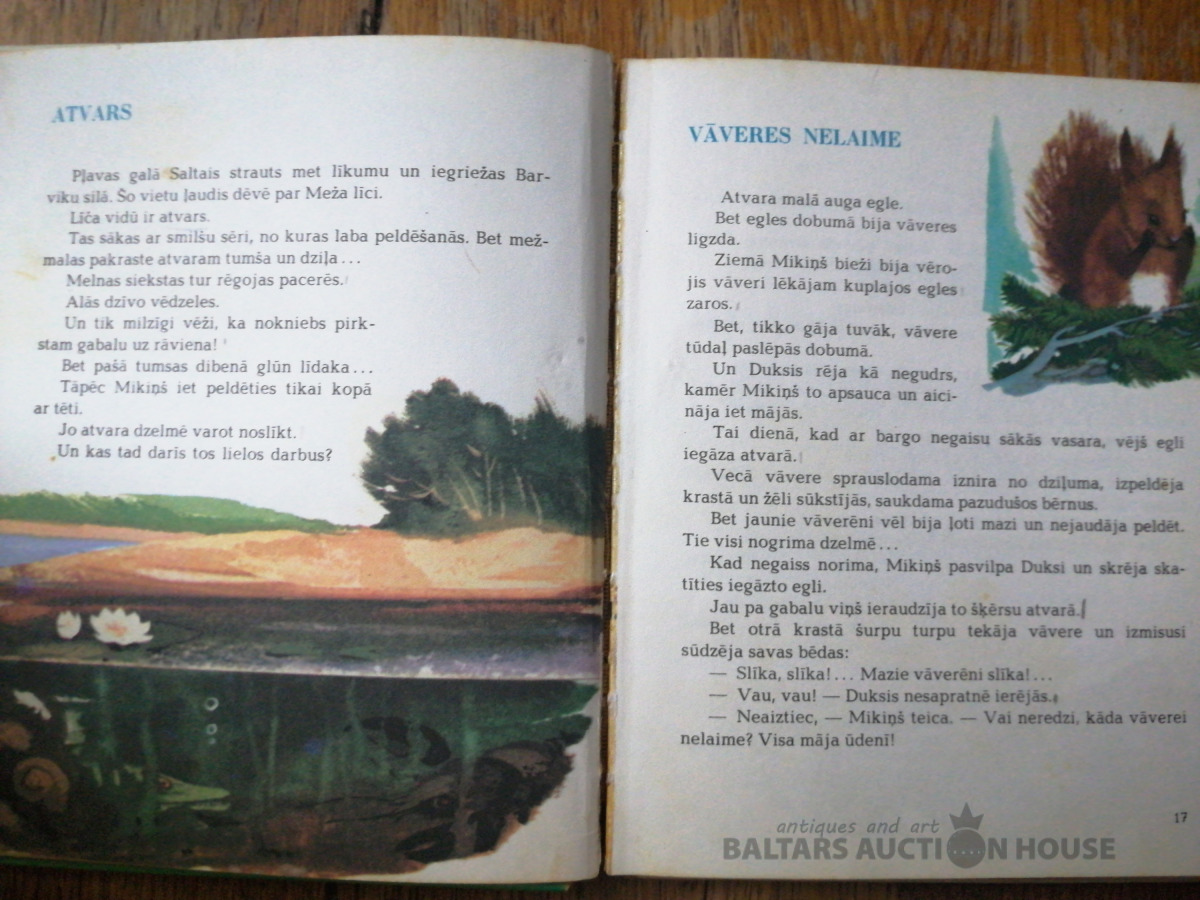 ATVARS
Pļavas galā Saltais strauts met līkumu un iegriežas Bar-
viku silā. Šo vietu ļaudis dēvē par Meža līci.
Līča vidū ir atvars.
Tas sākas ar smilšu sēri, no kuras laba peldēšanās. Bet mež-
malas pakraste atvaram tumša un dziļa...
Melnas siekstas tur rēgojas pacerēs.
Alās dzīvo vēdzeles.
Un tik milzīgi vēži, ka nokniebs pirk-
stam gabalu uz rāviena!
Bet pašā tumsas dibenā glūn līdaka...
Tāpēc Mikiņš iet peldēties tikai kopā
ar tēti.
Jo atvara dzelmē varot noslīkt.
Un kas tad darīs tos lielos darbus?
VĀVERES NELAIME
Atvara malā auga egle.
Bet egles dobumā bija vāveres
ligzda.
Ziemā Mikiņš bieži bija vēro-
jis vāveri lēkājam kuplajos egles
zaros.
Bet, tikko gāja tuvāk, vāvere
tūdaļ paslēpās dobumā.
Un Duksis rēja kā negudrs,
kamēr Mikiņš to apsauca un aici-
nāja iet mājās.
Tai dienā, kad ar bargo negaisu sākās vasara, vējš egli
iegāza atvarā.
Vecā vāvere sprauslodama iznira no dziļuma, izpeldēja
krastā un žēli sūkstījās, saukdama pazudušos bērnus.
Bet jaunie vāverēni vēl bija ļoti mazi un nejaudāja peldēt.
Tie visi nogrima dzelmē...
Kad negaiss norima, Mikiņš pasvilpa Duksi un skrēja ska-
tīties iegāzto egli.
Jau pa gabalu viņš ieraudzīja to šķērsu atvarā.
Bet otrā krastā šurpu turpu tekāja vāvere un izmisusi
sūdzēja savas bēdas:
— Slīka, slīka!... Mazie vāverēni slīka!...
— Vau, vau! — Duksis nesapratnē ierējās.
— Neaiztiec, — Mikiņš teica. — Vai neredzi, kāda vāverei
nelaime? Visa māja ūdenī!
17
antiques and art
BALTARS AUCTION HOUSE